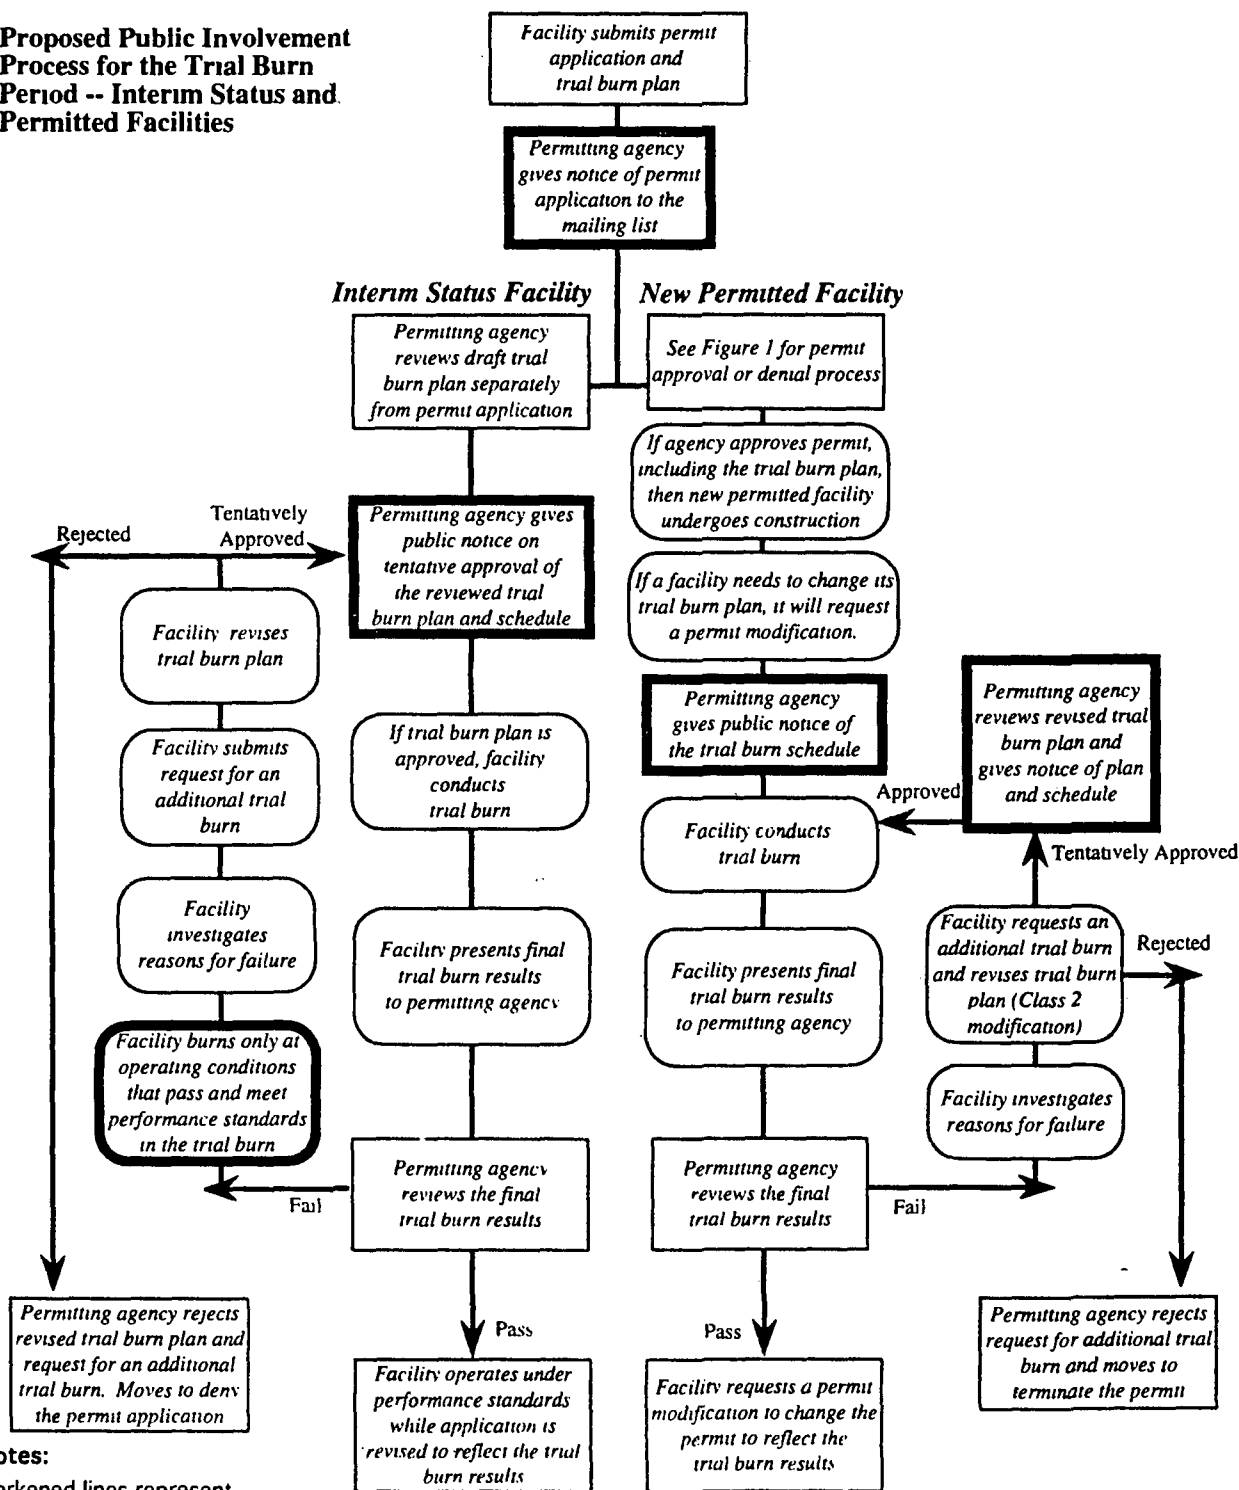 Proposed Public Involvement
Process for the Trial Burn
Period -- Interim Status and
Permitted Facilities
Facility submits permit
application and
trial burn plan
Permitting agency
gives notice of permit
application to the
mailing list
Interim Status Facility
New Permitted Facility
Permitting agency
reviews draft trial
burn plan separately
from permit application
See Figure 1 for permit
approval or denial process
If agency approves permit,
including the trial burn plan,
then new permitted facility
undergoes construction
Rejected
Tentatively
Approved
Permitting agency gives
public notice on
tentative approval of
the reviewed trial
burn plan and schedule
If a facility needs to change its
trial burn plan, it will request
a permit modification.
Facility revises
trial burn plan
Permitting agency
gives public notice of
the trial burn schedule
Permitting agency
reviews revised trial
burn plan and
gives notice of plan
and schedule
Facility submits
request for an
additional trial
burn
If trial burn plan is
approved, facility
conducts
trial burn
Approved
Facility conducts
trial burn
Tentatively Approved
Facility
investigates
reasons for failure
Facility presents final
trial burn results
to permitting agency
Facility presents final
trial burn results
to permitting agency
Facility requests an
additional trial burn
and revises trial burn
plan (Class 2
modification)
Rejected
Facility burns only at
operating conditions
that pass and meet
performance standards
in the trial burn
Facility investigates
reasons for failure
Fail
Permitting agency
reviews the final
trial burn results
Permitting agency
reviews the final
trial burn results
Fail
Permitting agency rejects
revised trial burn plan and
request for an additional
trial burn. Moves to deny
the permit application
Pass
Pass
Permitting agency rejects
request for additional trial
burn and moves to
terminate the permit
Facility operates under
performance standards
while application is
revised to reflect the trial
burn results
Facility requests a permit
modification to change the
permit to reflect the
trial burn results
otes:
rkened lines represent